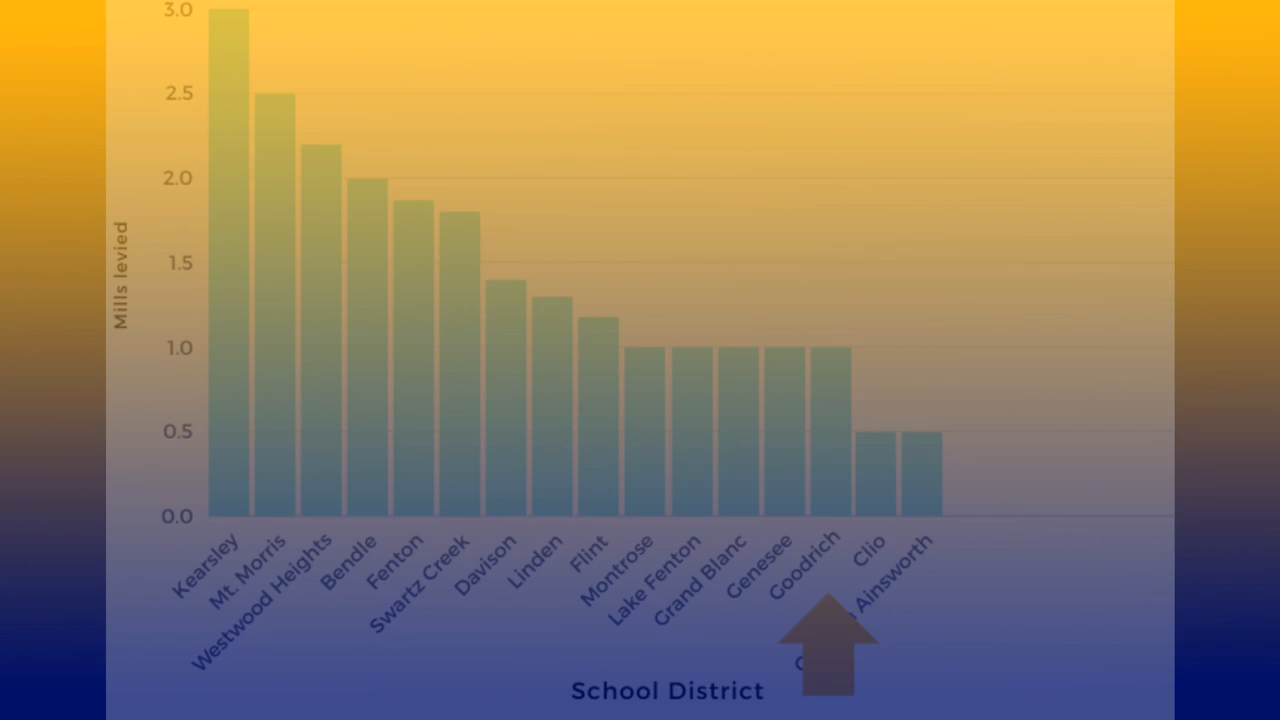 3.0
2.5
2.0
1.5
1.0
0.5
0.0
Mills levied
Kearsley
Mt. Morris
Westwood Heights
Bendle
Fenton
Swartz Creek
Davison
Linden
Flint
Montrose
Lake Fenton
Grand Blanc
Genesee
Goodrich
Clio
Ainsworth
School District